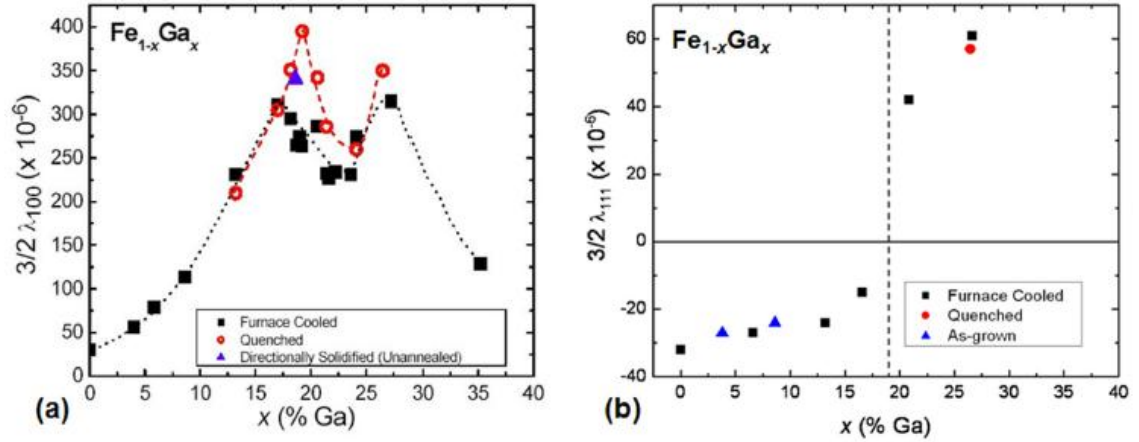 Fe1-xGax
400
350
300
250
200
150
100
50
0
3/2 λ100 (x 10-6)
Furnace Cooled
Quenched
Directionally Solidified (Unannealed)
0 5 10 15 20 25 30 35 40
(a)
x (% Ga)
Fe1-xGax
60
40
20
0
-20
-40
3/2 λ111 (x 10-6)
Furnace Cooled
Quenched
As-grown
0 5 10 15 20 25 30 35 40
(b)
x (% Ga)